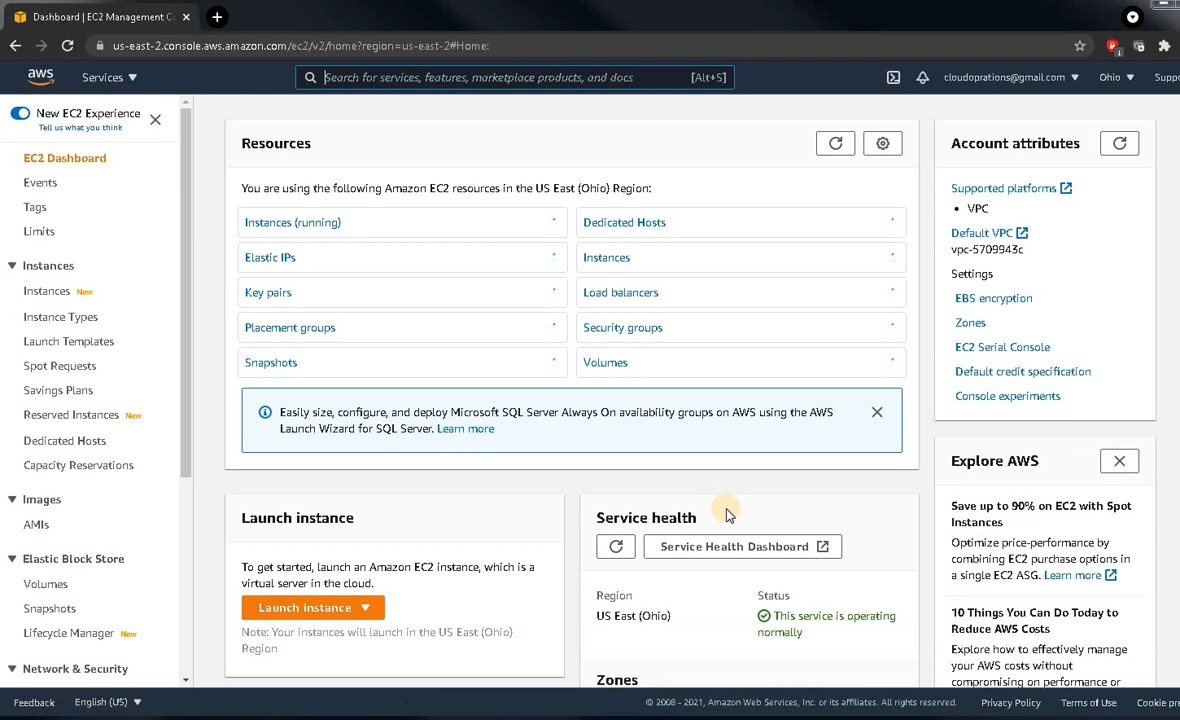 Dashboard | EC2 Management Co
us-east-2.console.aws.amazon.com/ec2/v2/home?region=us-east-2#Home:
aws
Services
Search for services, features, marketplace products, and docs
[Alt+S]
cloudoprations@gmail.com
Ohio
Supp
New EC2 Experience
Tell us what you think
EC2 Dashboard
Events
Tags
Limits
Instances
Instances New
Instance Types
Launch Templates
Spot Requests
Savings Plans
Reserved Instances New
Dedicated Hosts
Capacity Reservations
Images
AMIs
Elastic Block Store
Volumes
Snapshots
Lifecycle Manager New
Network & Security
Resources
You are using the following Amazon EC2 resources in the US East (Ohio) Region:
Instances (running)
Dedicated Hosts
Elastic IPs
Instances
Key pairs
Load balancers
Placement groups
Security groups
Snapshots
Volumes
Easily size, configure, and deploy Microsoft SQL Server Always On availability groups on AWS using the AWS
Launch Wizard for SQL Server. Learn more
Launch instance
To get started, launch an Amazon EC2 instance, which is a
virtual server in the cloud.
Launch instance
Note: Your instances will launch in the US East (Ohio)
Region
Service health
Service Health Dashboard
Region
US East (Ohio)
Status
This service is operating
normally
Zones
Account attributes
Supported platforms
• VPC
Default VPC
vpc-5709943c
Settings
EBS encryption
Zones
EC2 Serial Console
Default credit specification
Console experiments
Explore AWS
Save up to 90% on EC2 with Spot
Instances
Optimize price-performance by
combining EC2 purchase options in
a single EC2 ASG. Learn more
10 Things You Can Do Today to
Reduce AWS Costs
Explore how to effectively manage
your AWS costs without
compromising on performance or
Feedback
English (US)
© 2008 - 2021, Amazon Web Services, Inc. or its affiliates. All rights reserved.
Privacy Policy
Terms of Use
Cookie pre